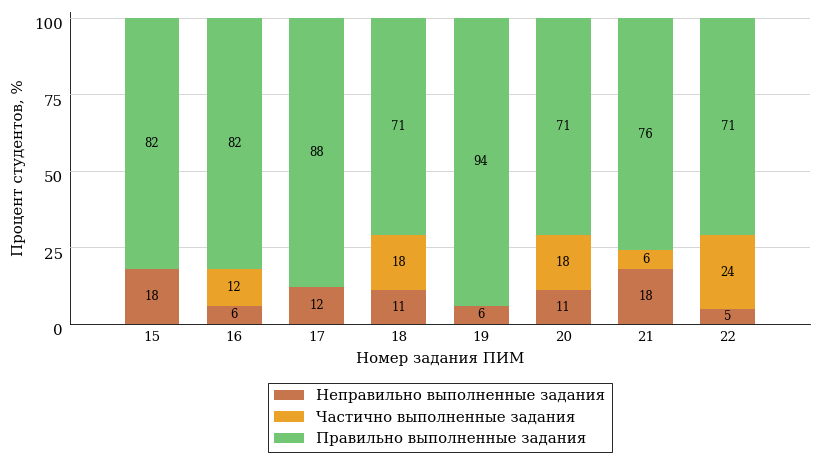 Процент студентов, %
100
75
50
25
0
82 82 88 71 94 71 76 71
12 18 18 6 24
18 6 12 11 6 11 18 5
15 16 17 18 19 20 21 22
Номер задания ПИМ
Неправильно выполненные задания
Частично выполненные задания
Правильно выполненные задания